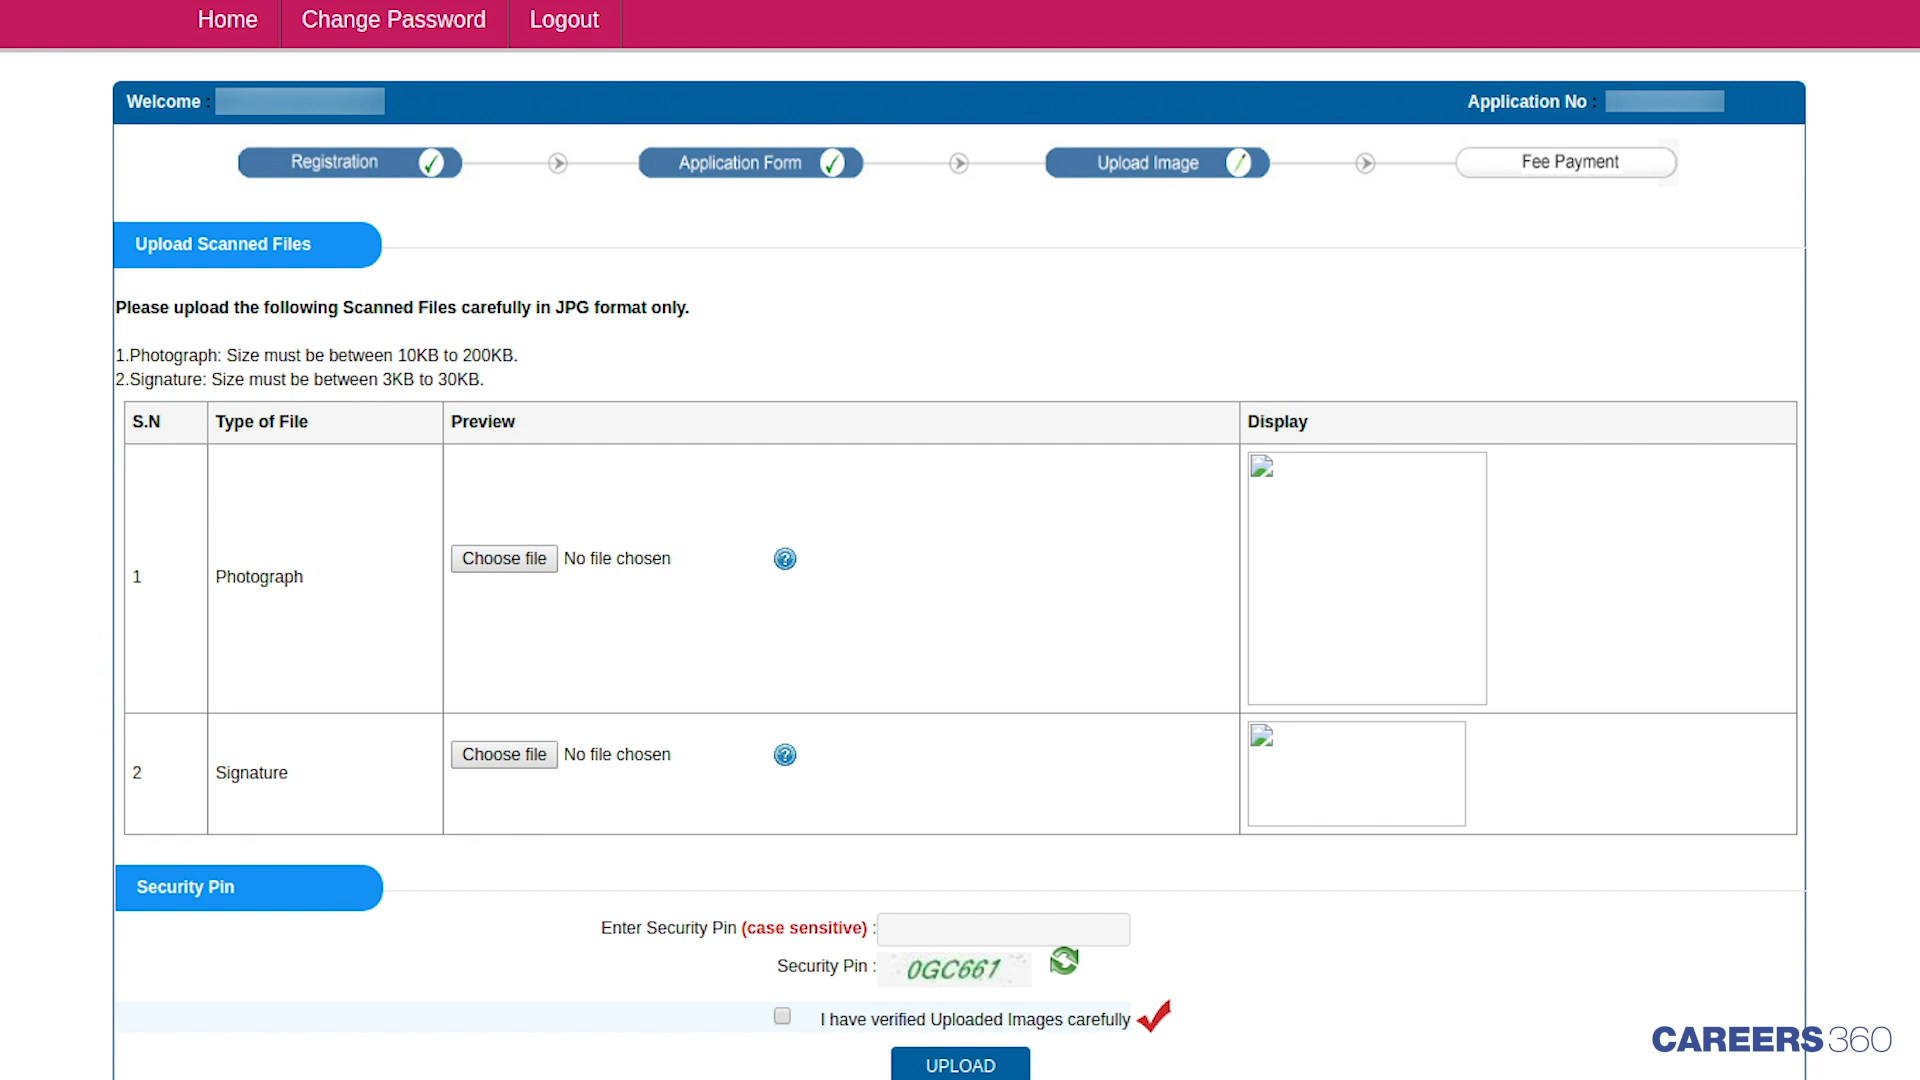 Home Change Password Logout
Welcome : Application No :
Registration Application Form Upload Image Fee Payment
Upload Scanned Files
Please upload the following Scanned Files carefully in JPG format only.
1.Photograph: Size must be between 10KB to 200KB.
2.Signature: Size must be between 3KB to 30KB.
S.N Type of File Preview Display
1 Photograph Choose file No file chosen ?
2 Signature Choose file No file chosen ?
Security Pin
Enter Security Pin (case sensitive) :
Security Pin : 0GC661
I have verified Uploaded Images carefully
UPLOAD
CAREERS360